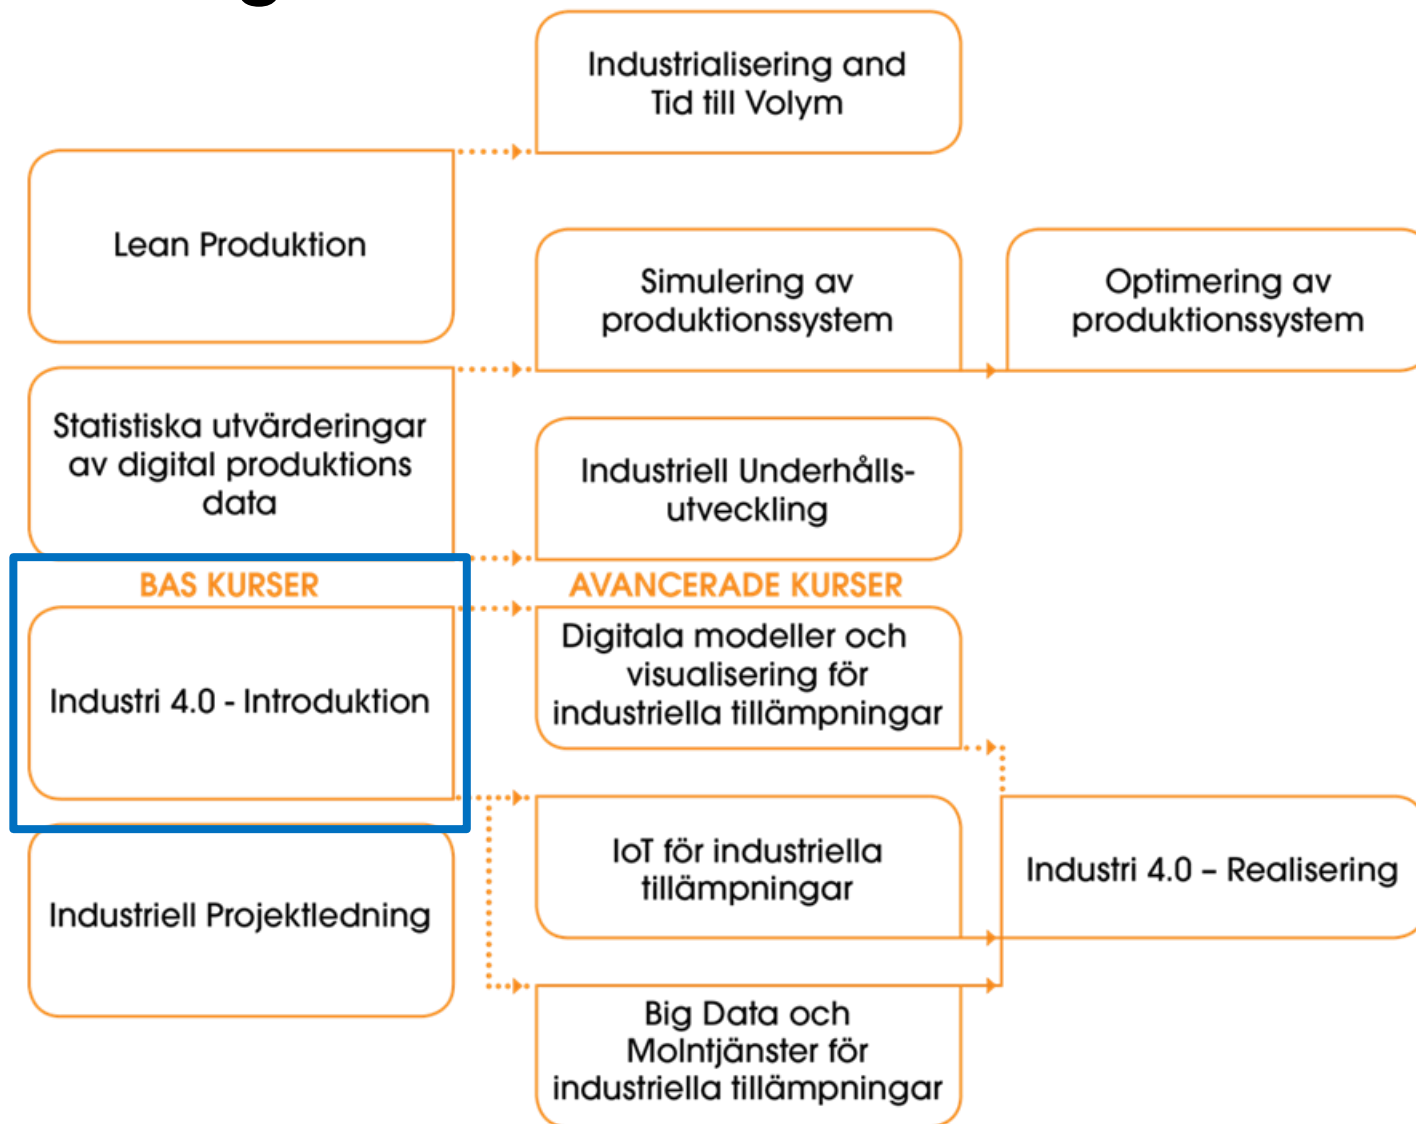 Industrialisering and
Tid till Volym
Lean Produktion
Simulering av
produktionssystem
Optimering av
produktionssystem
Statistiska utvärderingar
av digital produktions
data
Industriell Underhålls-
utveckling
BAS KURSER
AVANCERADE KURSER
Industri 4.0 - Introduktion
Digitala modeller och
visualisering för
industriella tillämpningar
IoT för industriella
tillämpningar
Industri 4.0 – Realisering
Industriell Projektledning
Big Data och
Molntjänster för
industriella tillämpningar